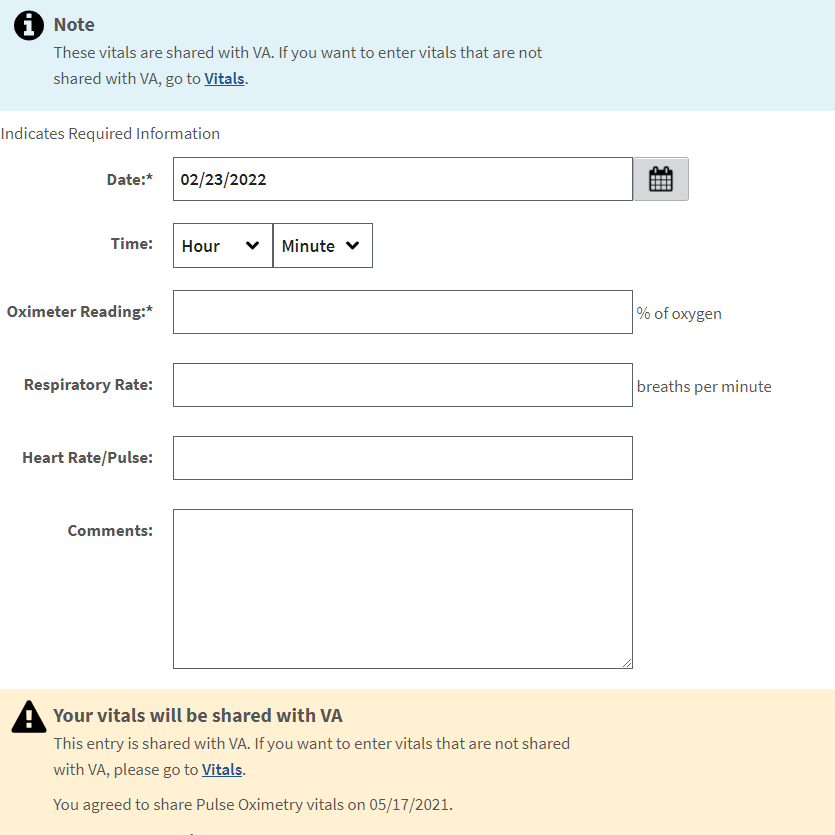 Note
These vitals are shared with VA. If you want to enter vitals that are not
shared with VA, go to Vitals.
Indicates Required Information
Date:* 02/23/2022
Time: Hour Minute
Oximeter Reading:* % of oxygen
Respiratory Rate: breaths per minute
Heart Rate/Pulse:
Comments:
Your vitals will be shared with VA
This entry is shared with VA. If you want to enter vitals that are not shared
with VA, please go to Vitals.
You agreed to share Pulse Oximetry vitals on 05/17/2021.